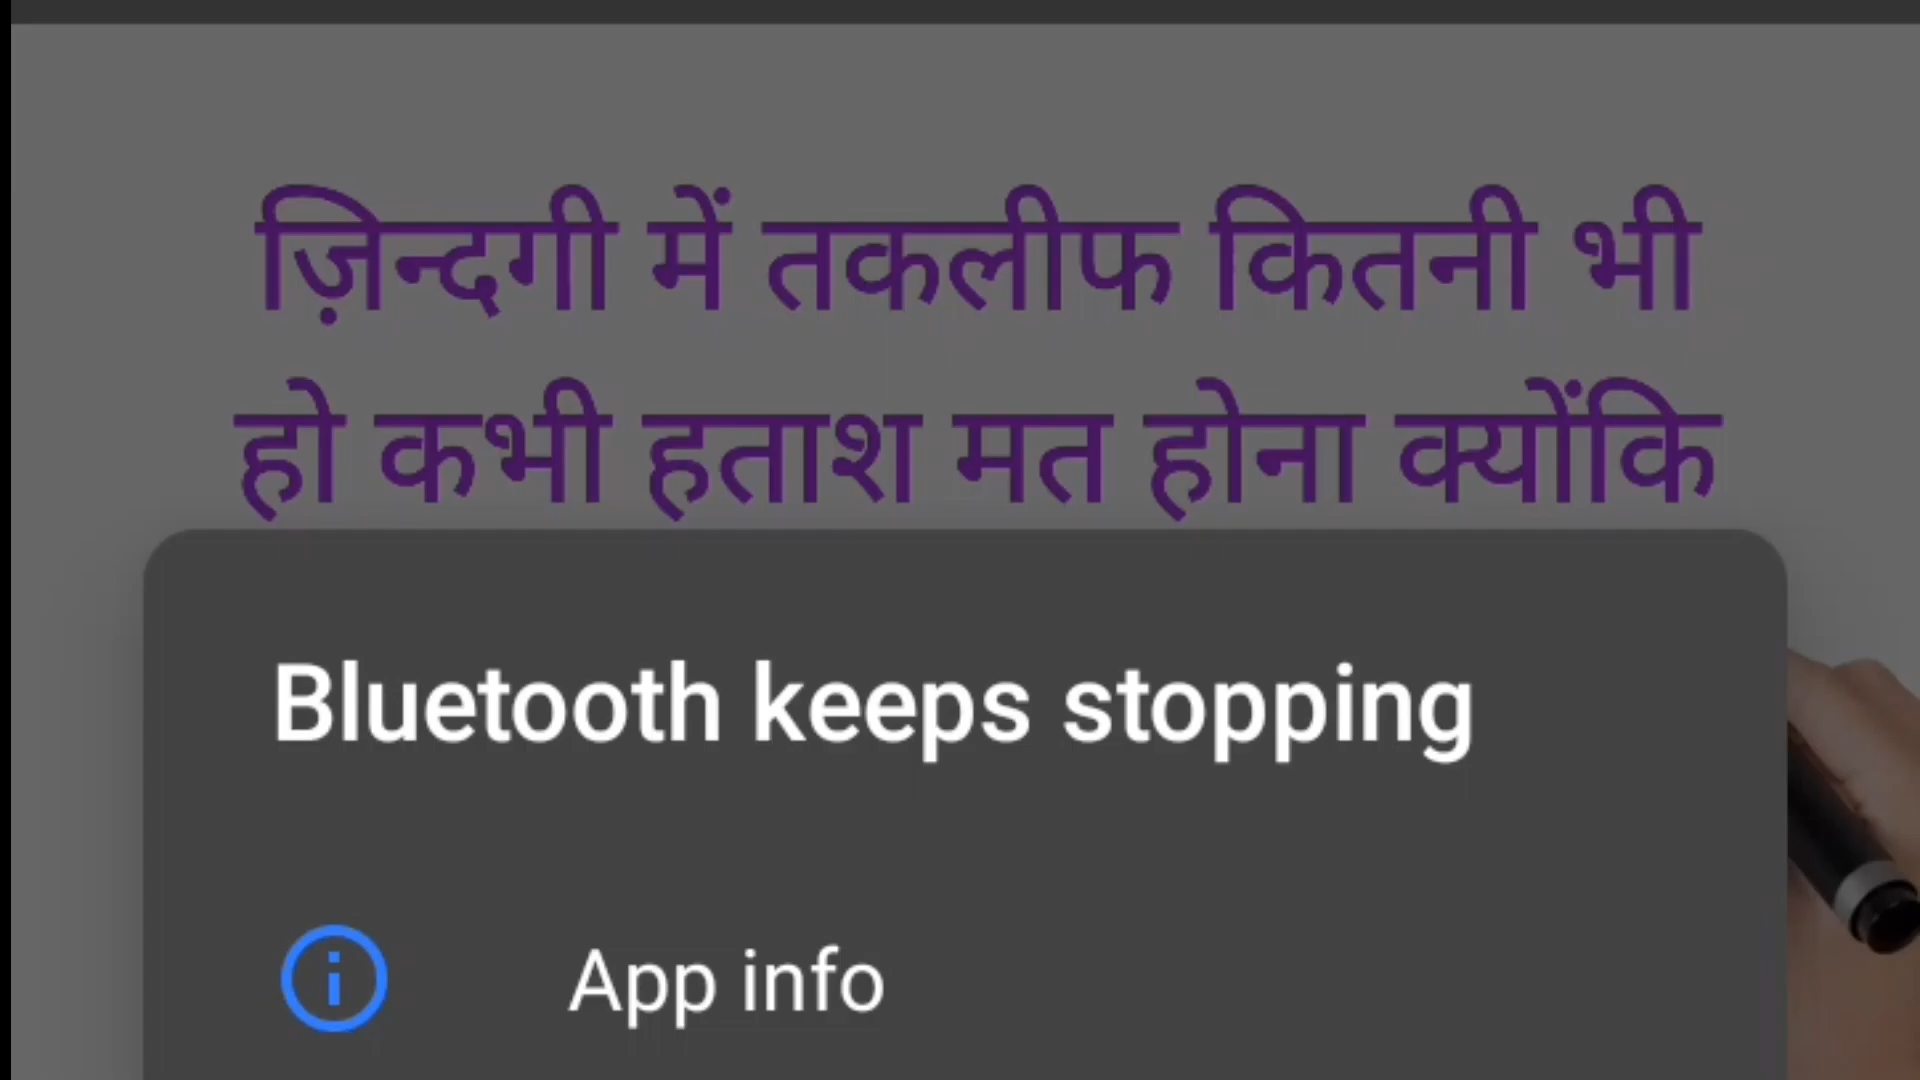 ज़िन्दगी में तकलीफ कितनी भी
हो कभी हताश मत होना क्योंकि
Bluetooth keeps stopping
App info